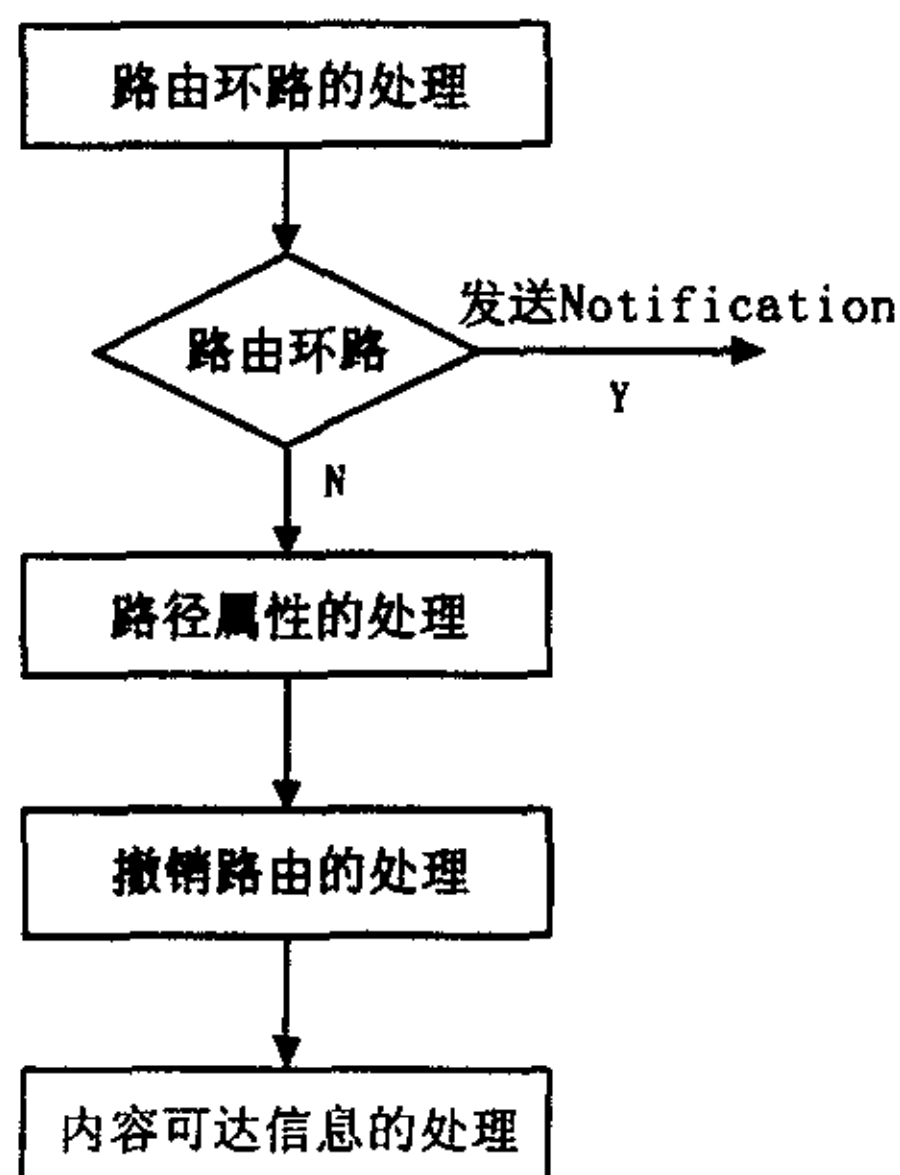 路由环路的处理
发送Notification
路由环路
Y
N
路径属性的处理
撤销路由的处理
内容可达信息的处理